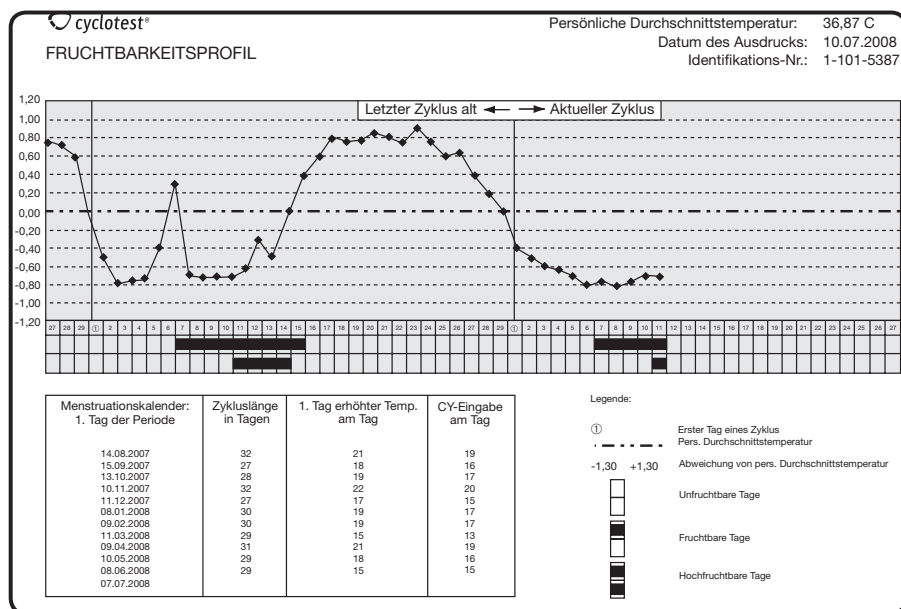 cyclotest®
FRUCHTBARKEITSPROFIL
Persönliche Durchschnittstemperatur: 36,87 C
Datum des Ausdrucks: 10.07.2008
Identifikations-Nr.: 1-101-5387
Letzter Zyklus alt ◄— —► Aktueller Zyklus
1,20
1,00
0,80
0,60
0,40
0,20
0,00
-0,20
-0,40
-0,60
-0,80
-1,00
-1,20
27 28 29 ① 2 3 4 5 6 7 8 9 10 11 12 13 14 15 16 17 18 19 20 21 22 23 24 25 26 27 28 29 ① 2 3 4 5 6 7 8 9 10 11 12 13 14 15 16 17 18 19 20 21 22 23 24 25 26 27
Menstruationskalender: Zykluslänge 1. Tag erhöhter Temp. CY-Eingabe
1. Tag der Periode in Tagen am Tag am Tag
14.08.2007 32 21 19
15.09.2007 27 18 16
13.10.2007 28 19 17
10.11.2007 32 22 20
11.12.2007 27 17 15
08.01.2008 30 19 17
09.02.2008 30 19 17
11.03.2008 29 15 13
09.04.2008 31 21 19
10.05.2008 29 18 16
08.06.2008 29 15 15
07.07.2008
Legende:
① Erster Tag eines Zyklus
Pers. Durchschnittstemperatur
-1,30 +1,30 Abweichung von pers. Durchschnittstemperatur
Unfruchtbare Tage
Fruchtbare Tage
Hochfruchtbare Tage